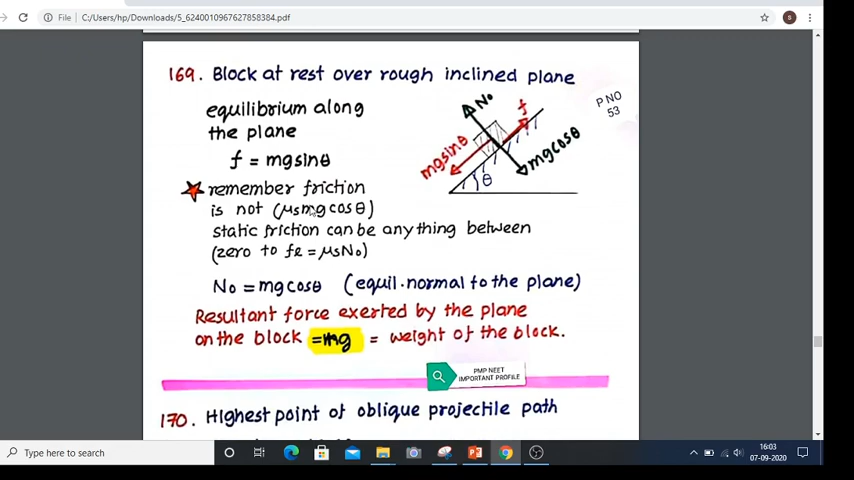 File
C:/Users/hp/Downloads/5_6240010967627858384.pdf
s
P NO
53
169. Block at rest over rough inclined plane
equilibrium along
the plane
f = mgsinθ
remember friction
is not (μsmgcosθ)
static friction can be anything between
(zero to fl = μsN₀)
N₀ = mgcosθ (equil. normal to the plane)
Resultant force exerted by the plane
on the block =mg = weight of the block.
N₀
f
mgsinθ
mgcosθ
θ
PMP NEET
IMPORTANT PROFILE
170. Highest point of oblique projectile path
Type here to search
16:03
07-09-2020